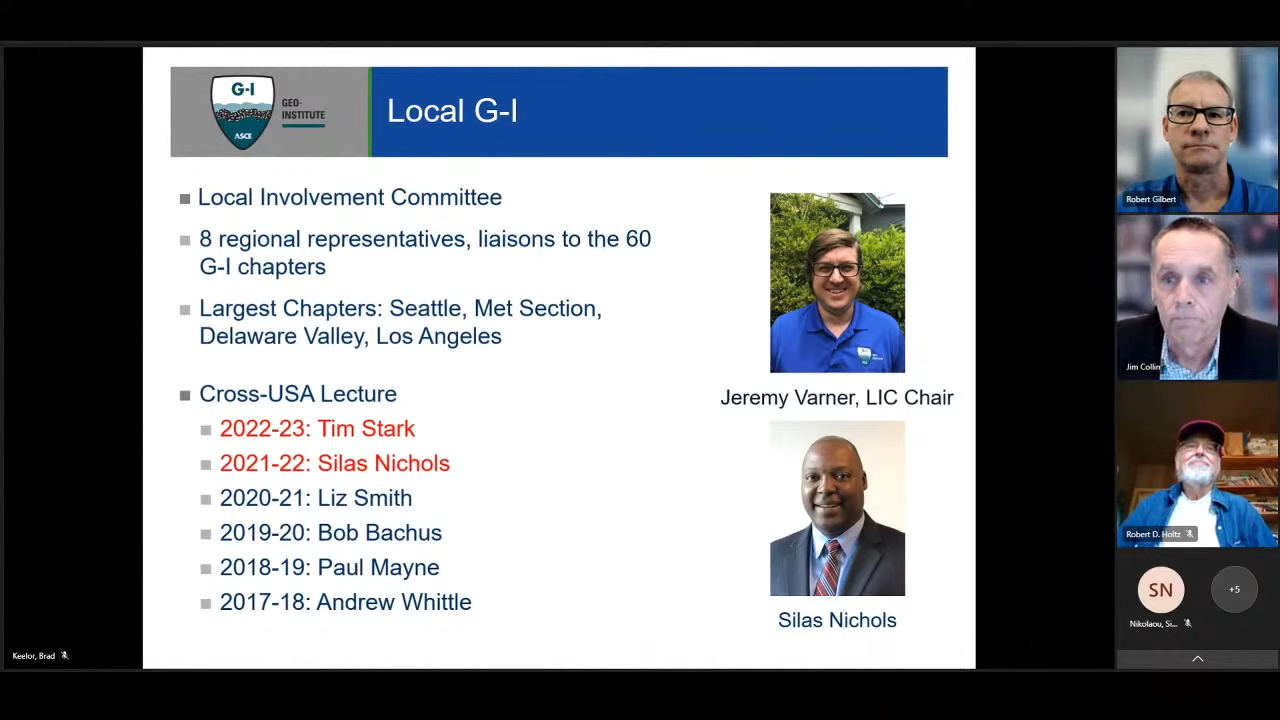 G-I
GEO-
INSTITUTE
ASCE
Local G-I
Local Involvement Committee
8 regional representatives, liaisons to the 60
G-I chapters
Largest Chapters: Seattle, Met Section,
Delaware Valley, Los Angeles
Cross-USA Lecture
2022-23: Tim Stark
2021-22: Silas Nichols
2020-21: Liz Smith
2019-20: Bob Bachus
2018-19: Paul Mayne
2017-18: Andrew Whittle
Jeremy Varner, LIC Chair
Silas Nichols
Keelor, Brad
Robert Gilbert
Jim Collin
Robert D. Holtz
SN
+5
Nikolaou, Si...